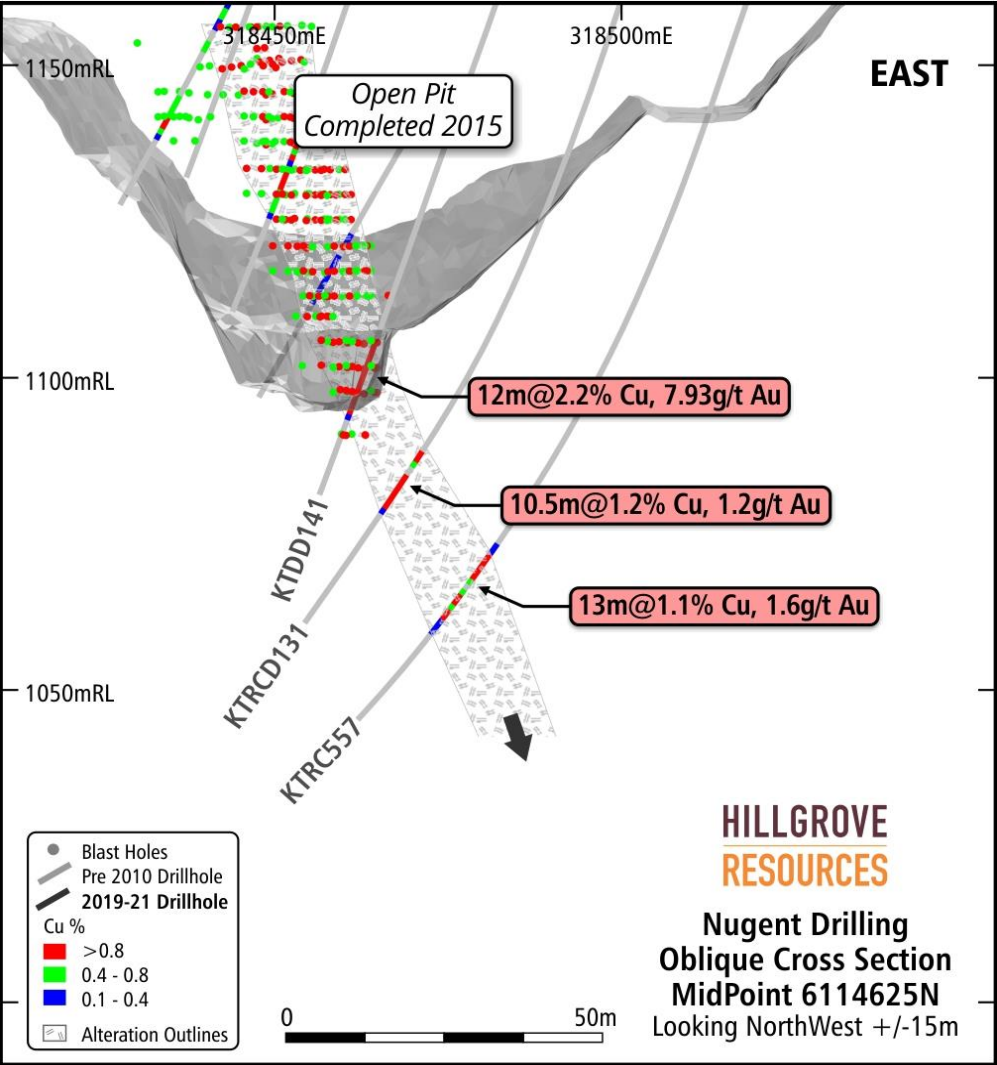 318450mE
318500mE
1150mRL
EAST
Open Pit
Completed 2015
1100mRL
12m@2.2% Cu, 7.93g/t Au
10.5m@1.2% Cu, 1.2g/t Au
KTDD141
13m@1.1% Cu, 1.6g/t Au
KTRCD131
1050mRL
KTRC557
HILLGROVE
RESOURCES
Blast Holes
Pre 2010 Drillhole
2019-21 Drillhole
Cu %
>0.8
0.4 - 0.8
0.1 - 0.4
Alteration Outlines
0
50m
Nugent Drilling
Oblique Cross Section
MidPoint 6114625N
Looking NorthWest +/-15m